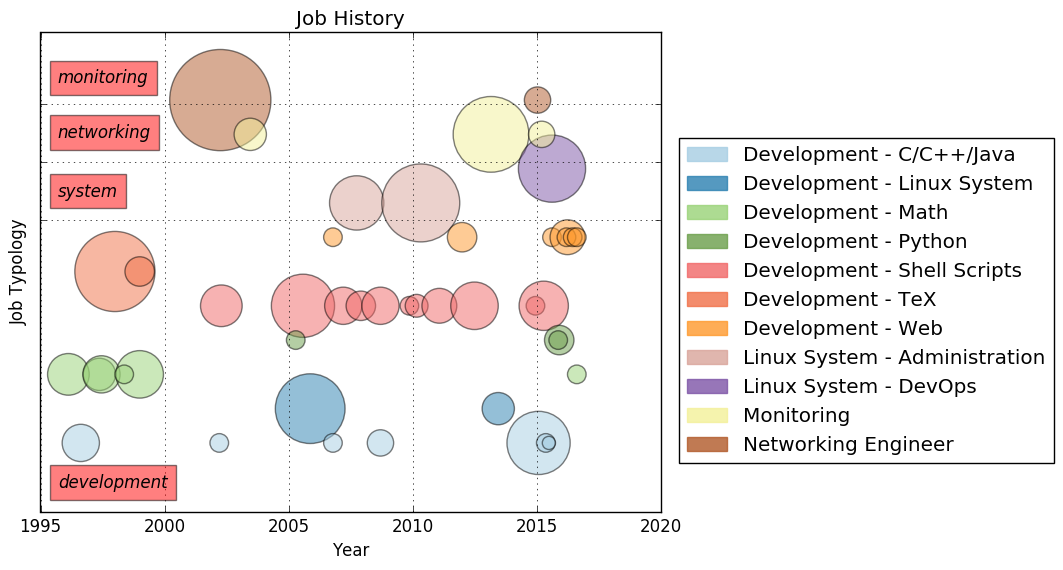 Job History
monitoring
networking
system
development
Job Typology
1995 2000 2005 2010 2015 2020
Year
Development - C/C++/Java
Development - Linux System
Development - Math
Development - Python
Development - Shell Scripts
Development - TeX
Development - Web
Linux System - Administration
Linux System - DevOps
Monitoring
Networking Engineer